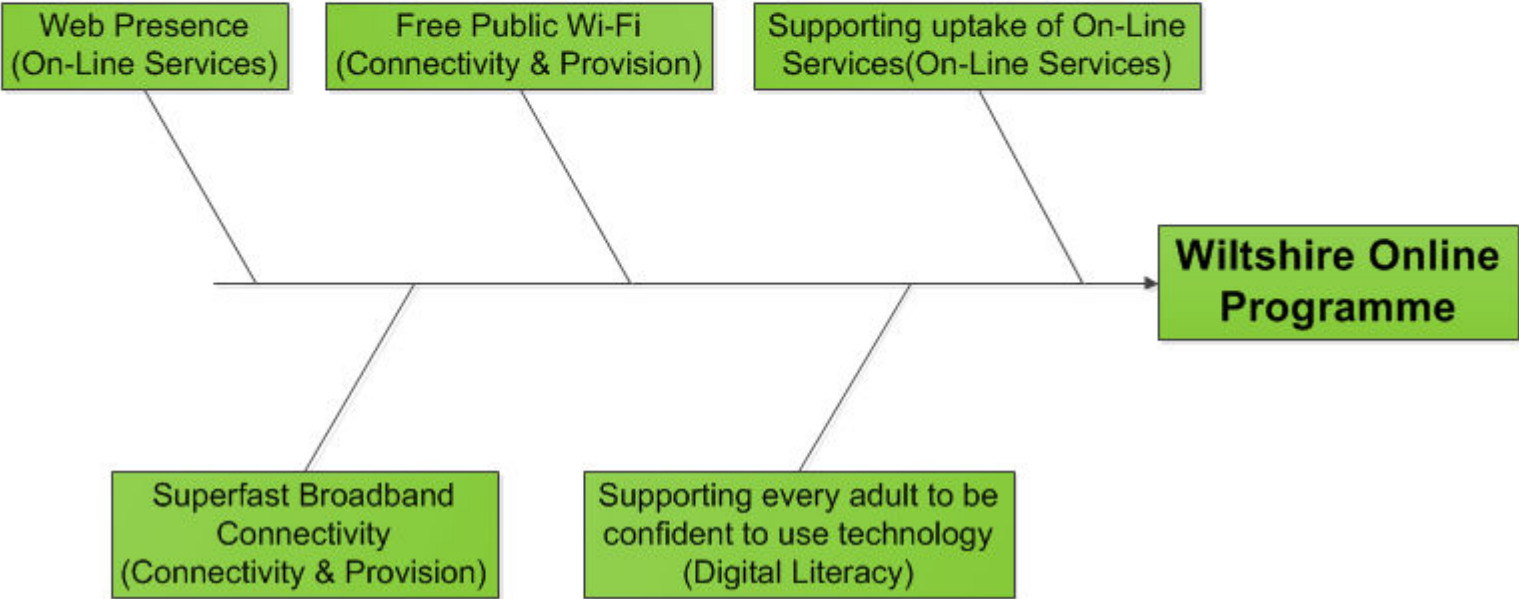 Web Presence
(On-Line Services)
Free Public Wi-Fi
(Connectivity & Provision)
Supporting uptake of On-Line
Services(On-Line Services)
Wiltshire Online
Programme
Superfast Broadband
Connectivity
(Connectivity & Provision)
Supporting every adult to be
confident to use technology
(Digital Literacy)